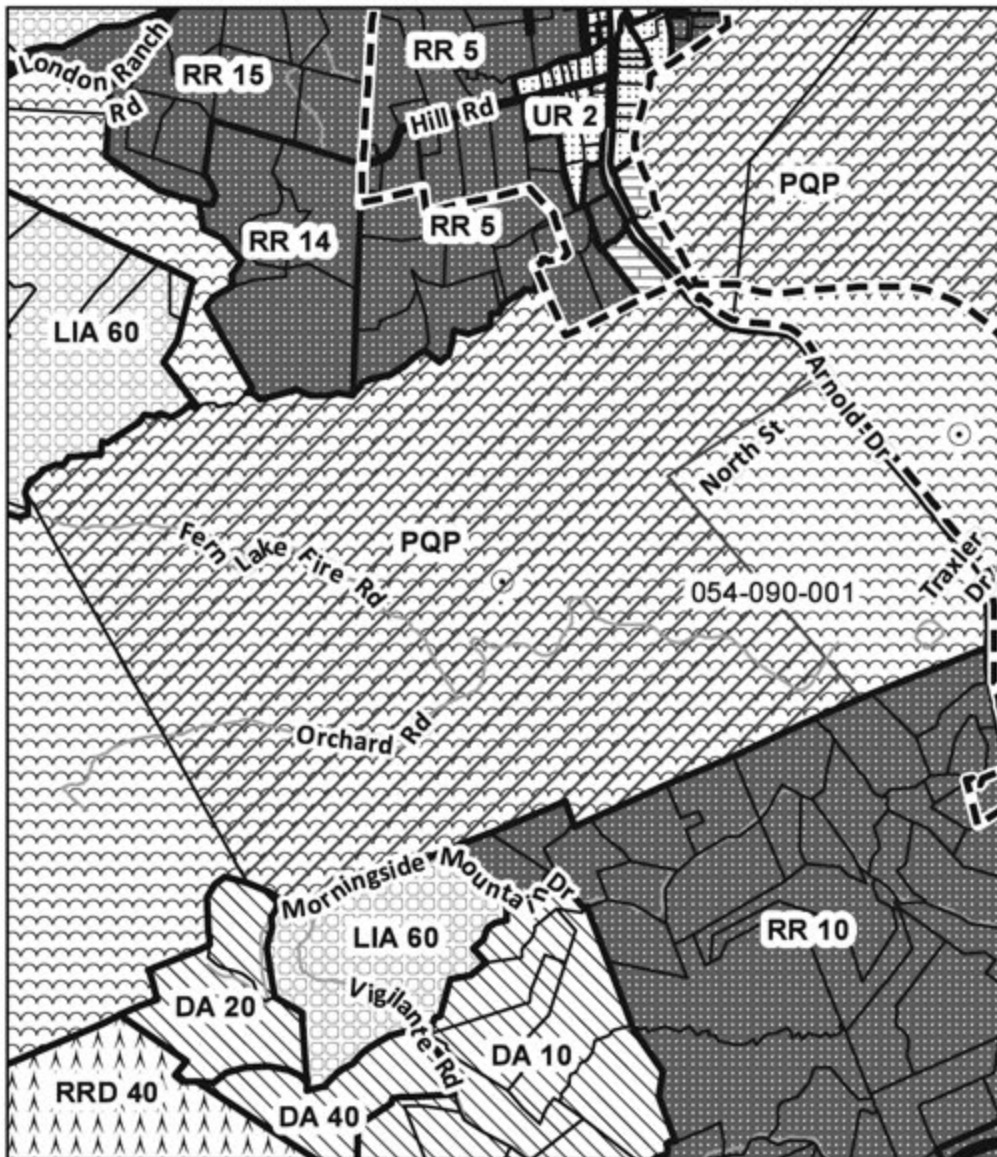 London Ranch
Rd
RR 15
RR 5
Hill Rd
UR 2
PQP
RR 14
RR 5
LIA 60
Arnold Dr
North St
Fern Lake Fire Rd
PQP
054-090-001
Traxler
Dr
Orchard Rd
Morningside Mountain Dr
LIA 60
RR 10
DA 20
Vigilante Rd
DA 10
RRD 40
DA 40